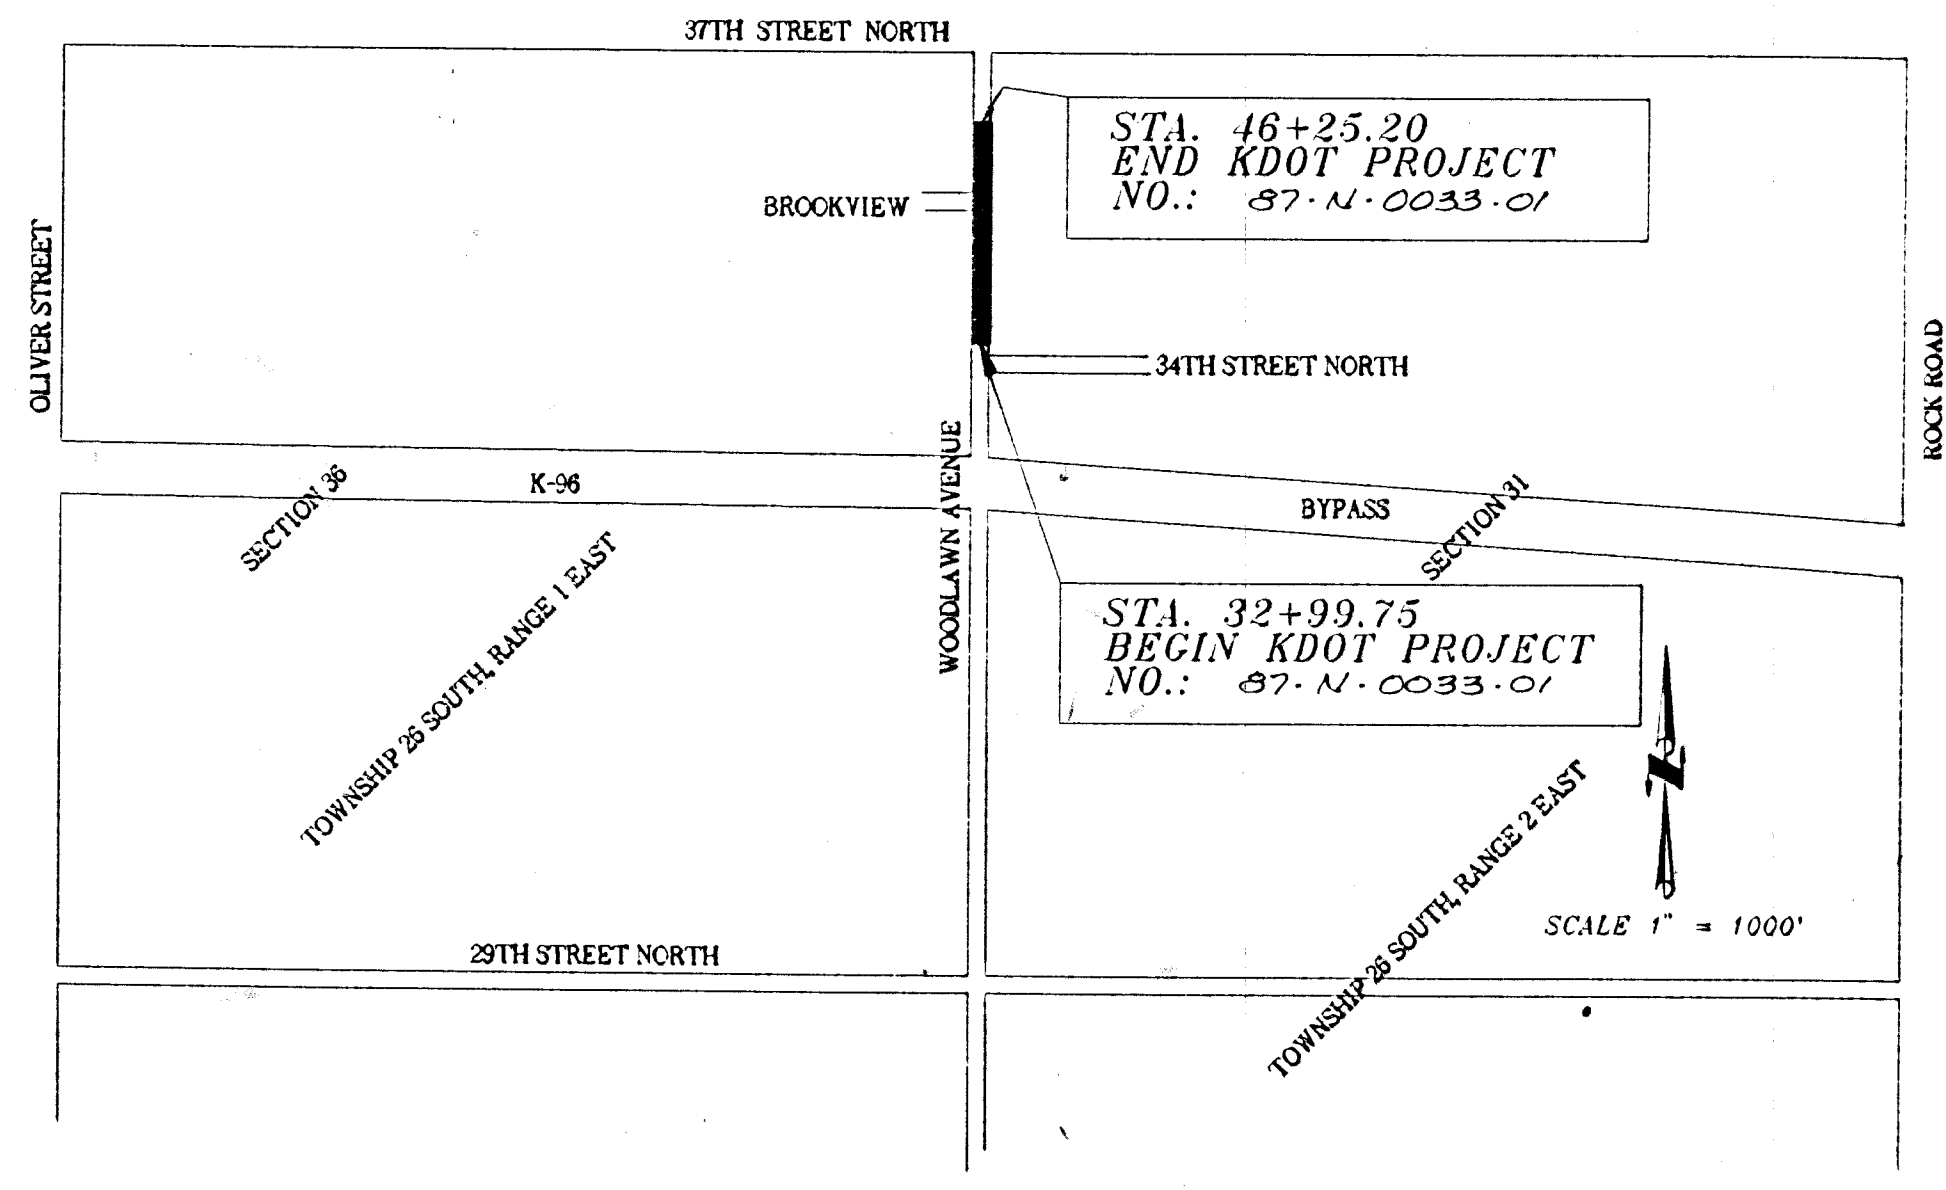 37TH STREET NORTH
STA. 46+25.20
END KDOT PROJECT
NO.: 87-N-0033-01
BROOKVIEW
OLIVER STREET
34TH STREET NORTH
ROCK ROAD
WOODLAWN AVENUE
SECTION 36
K-96
BYPASS
SECTION 31
TOWNSHIP 26 SOUTH, RANGE 1 EAST
STA. 32+99.75
BEGIN KDOT PROJECT
NO.: 87-N-0033-01
N
TOWNSHIP 26 SOUTH, RANGE 2 EAST
SCALE 1" = 1000'
29TH STREET NORTH